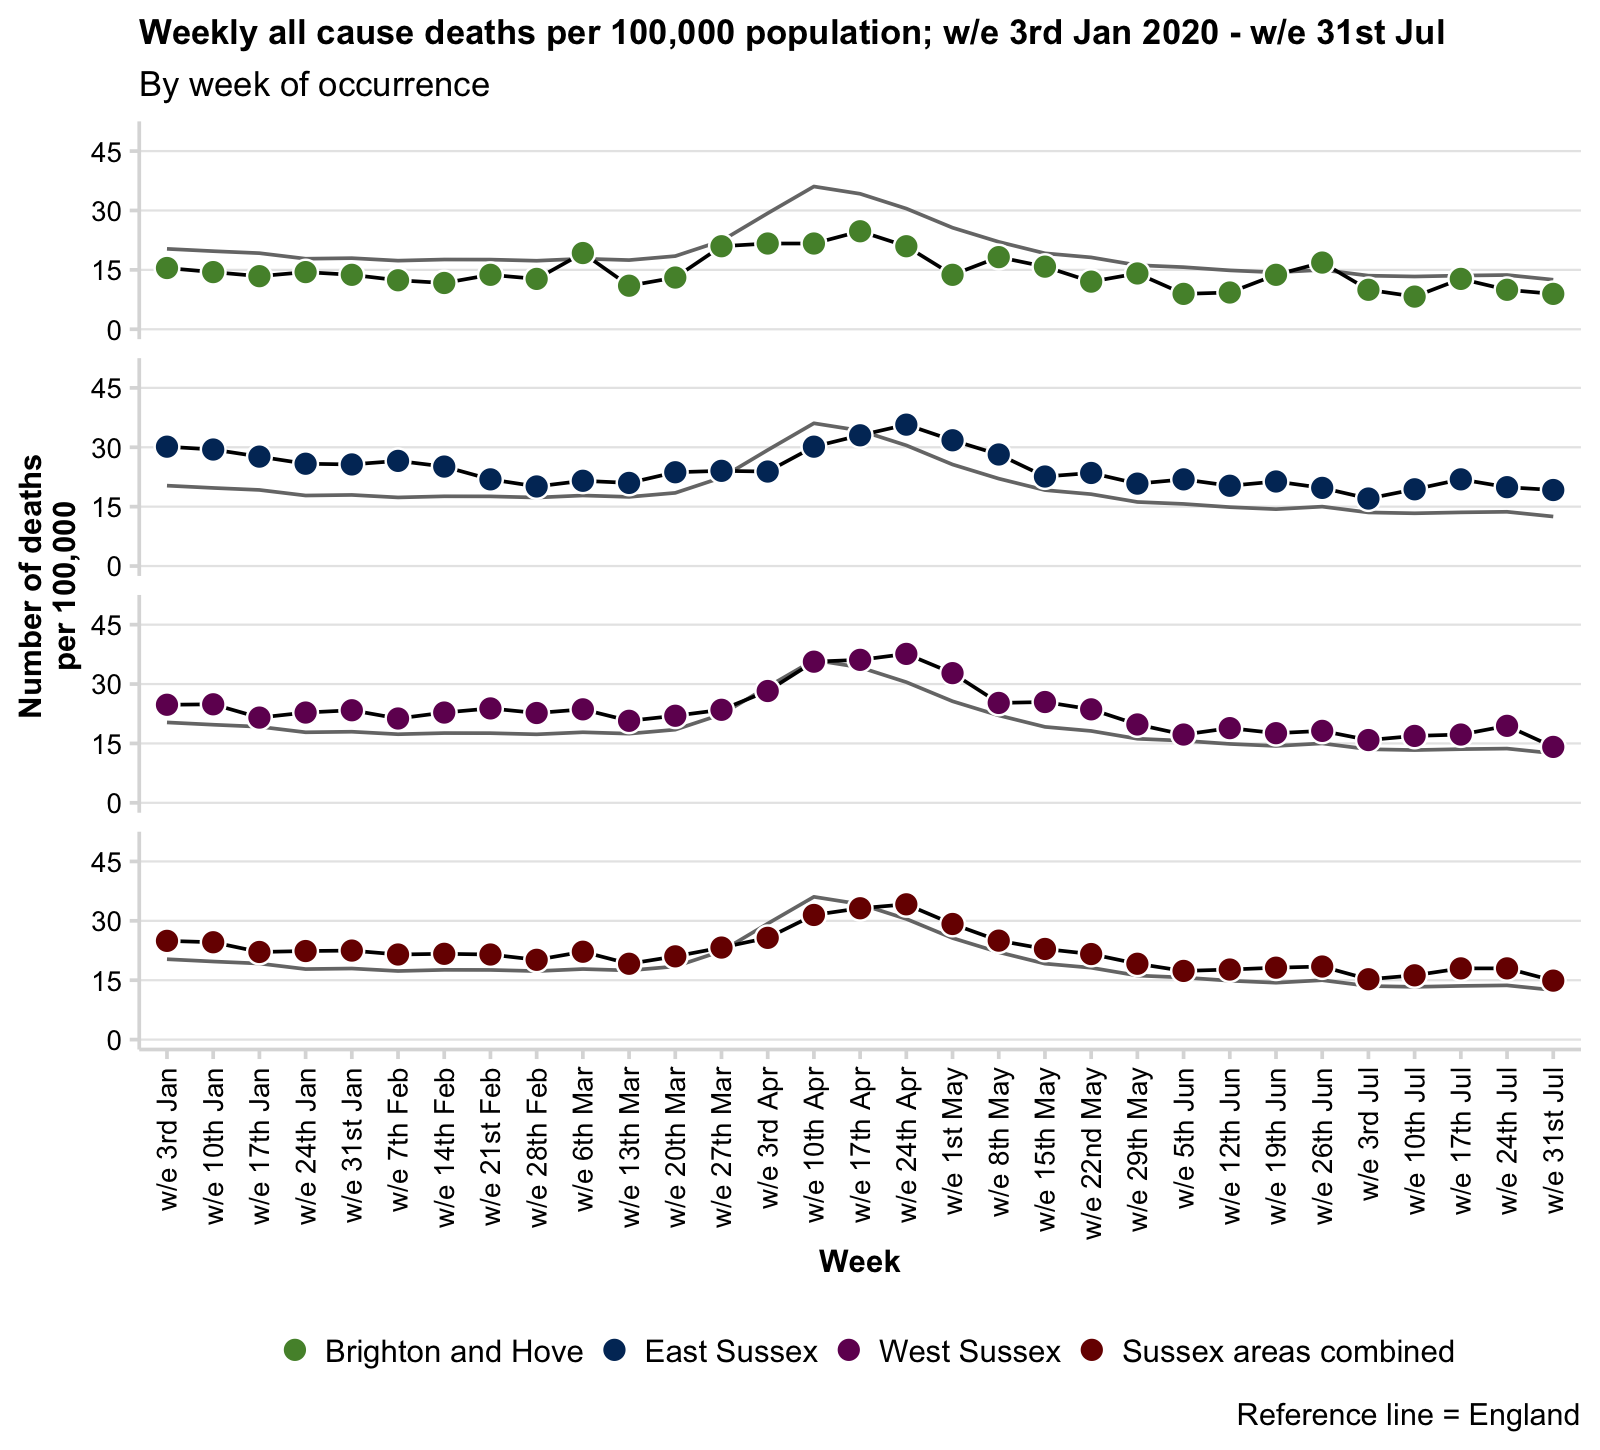 Weekly all cause deaths per 100,000 population; w/e 3rd Jan 2020 - w/e 31st Jul
By week of occurrence
Number of deaths
per 100,000
45
30
15
0
45
30
15
0
45
30
15
0
45
30
15
0
w/e 3rd Jan
w/e 10th Jan
w/e 17th Jan
w/e 24th Jan
w/e 31st Jan
w/e 7th Feb
w/e 14th Feb
w/e 21st Feb
w/e 28th Feb
w/e 6th Mar
w/e 13th Mar
w/e 20th Mar
w/e 27th Mar
w/e 3rd Apr
w/e 10th Apr
w/e 17th Apr
w/e 24th Apr
w/e 1st May
w/e 8th May
w/e 15th May
w/e 22nd May
w/e 29th May
w/e 5th Jun
w/e 12th Jun
w/e 19th Jun
w/e 26th Jun
w/e 3rd Jul
w/e 10th Jul
w/e 17th Jul
w/e 24th Jul
w/e 31st Jul
Week
Brighton and Hove East Sussex West Sussex Sussex areas combined
Reference line = England